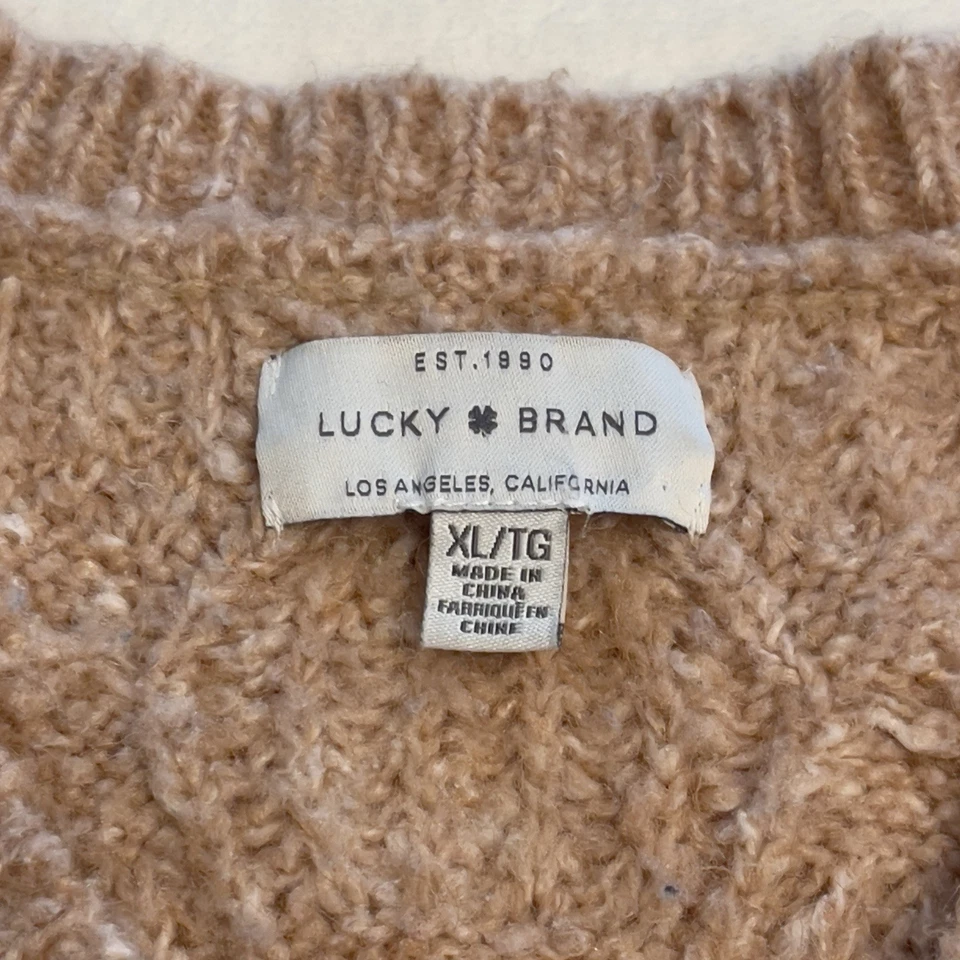 EST.1990
LUCKY BRAND
LOS ANGELES, CALIFORNIA
XL/TG
MADE IN
CHINA
FABRIQUÉ EN
CHINE